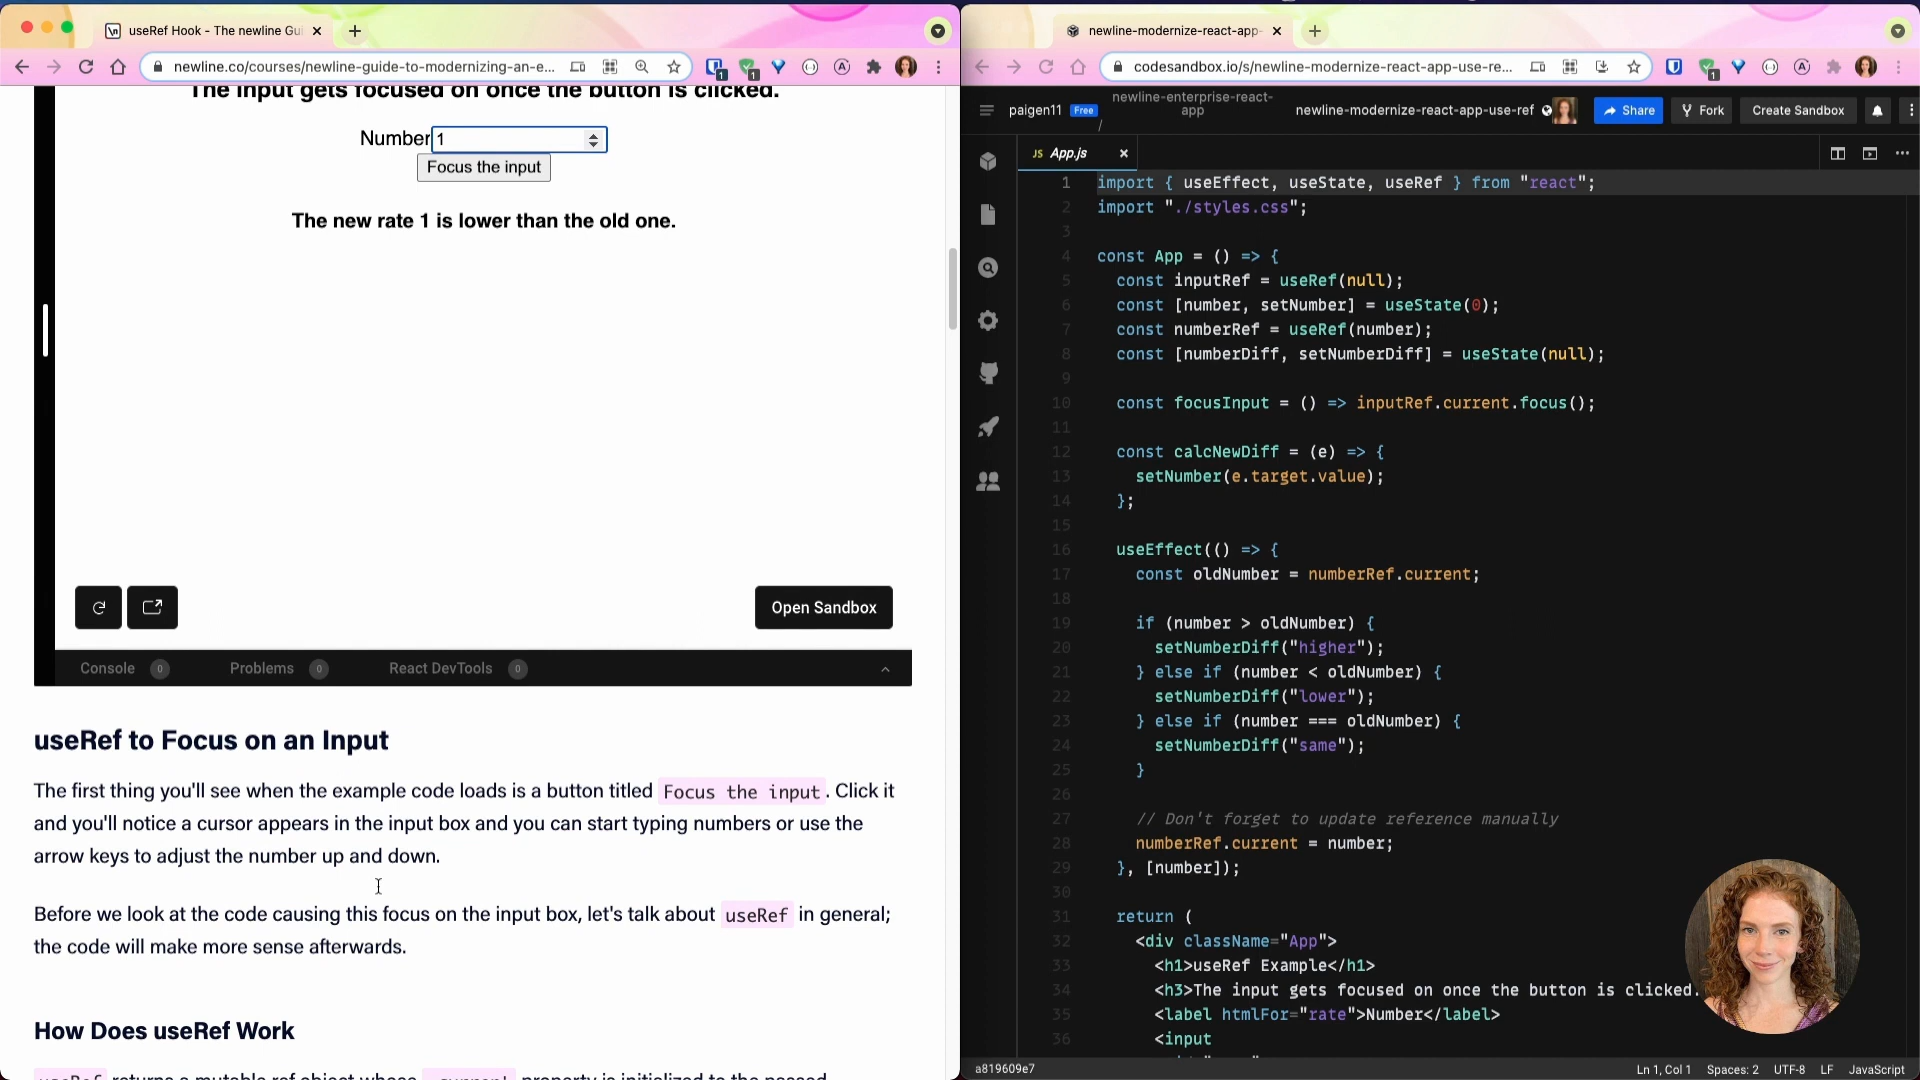 useRef Hook - The newline Gui
newline.co/courses/newline-guide-to-modernizing-an-e...
The input gets focused on once the button is clicked.
Number 1
Focus the input
The new rate 1 is lower than the old one.
Open Sandbox
Console 0 Problems 0 React DevTools 0
useRef to Focus on an Input
The first thing you'll see when the example code loads is a button titled Focus the input. Click it
and you'll notice a cursor appears in the input box and you can start typing numbers or use the
arrow keys to adjust the number up and down.
Before we look at the code causing this focus on the input box, let's talk about useRef in general;
the code will make more sense afterwards.
How Does useRef Work
useRef returns a mutable ref object whose .current property is initialized to the passed
newline-modernize-react-app-
codesandbox.io/s/newline-modernize-react-app-use-re...
paigen11 Free newline-enterprise-react-
app
/
newline-modernize-react-app-use-ref Share Fork Create Sandbox
JS App.js
1 import { useEffect, useState, useRef } from "react";
2 import "./styles.css";
3
4 const App = () => {
5 const inputRef = useRef(null);
6 const [number, setNumber] = useState(0);
7 const numberRef = useRef(number);
8 const [numberDiff, setNumberDiff] = useState(null);
9
10 const focusInput = () => inputRef.current.focus();
11
12 const calcNewDiff = (e) => {
13 setNumber(e.target.value);
14 };
15
16 useEffect(() => {
17 const oldNumber = numberRef.current;
18
19 if (number > oldNumber) {
20 setNumberDiff("higher");
21 } else if (number < oldNumber) {
22 setNumberDiff("lower");
23 } else if (number === oldNumber) {
24 setNumberDiff("same");
25 }
26
27 // Don't forget to update reference manually
28 numberRef.current = number;
29 }, [number]);
30
31 return (
32 <div className="App">
33 <h1>useRef Example</h1>
34 <h3>The input gets focused on once the button is clicked.
35 <label htmlFor="rate">Number</label>
36 <input
a819609e7
Ln 1, Col 1 Spaces: 2 UTF-8 LF JavaScript